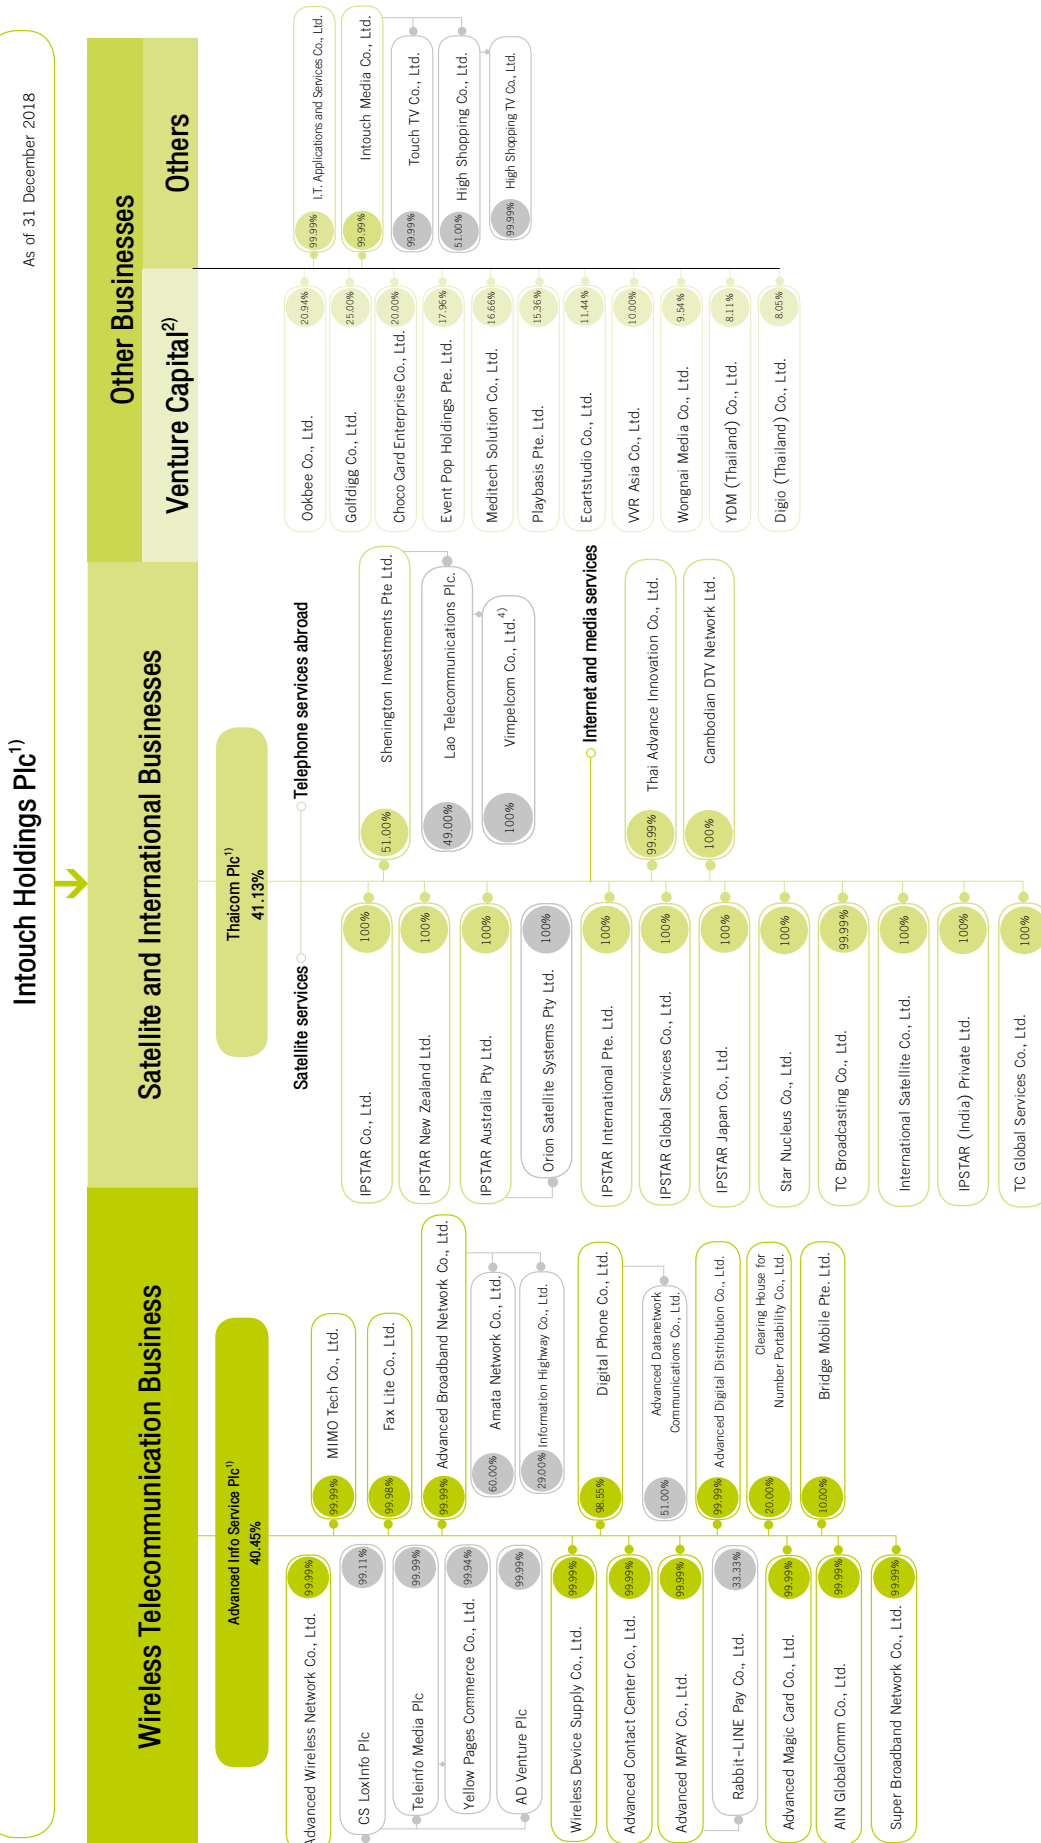 Intouch Holdings Plc1)
As of 31 December 2018
Wireless Telecommunication Business
Advanced Info Service Plc1)
40.45%
Advanced Wireless Network Co., Ltd.
99.99%
CS LoxInfo Plc
99.11%
Teleinfo Media Plc
99.99%
Yellow Pages Commerce Co., Ltd.
99.94%
AD Venture Plc
99.99%
Wireless Device Supply Co., Ltd.
99.99%
Advanced Contact Center Co., Ltd.
99.99%
Advanced MPAY Co., Ltd.
99.99%
Rabbit-LINE Pay Co., Ltd.
33.33%
Advanced Magic Card Co., Ltd.
99.99%
AIN GlobalComm Co., Ltd.
99.99%
Super Broadband Network Co., Ltd.
99.99%
99.99%
MIMO Tech Co., Ltd.
99.98%
Fax Lite Co., Ltd.
99.99%
Advanced Broadband Network Co., Ltd.
60.00%
Amata Network Co., Ltd.
29.00%
Information Highway Co., Ltd.
98.55%
Digital Phone Co., Ltd.
51.00%
Advanced Datanetwork
Communications Co., Ltd.
99.99%
Advanced Digital Distribution Co., Ltd.
20.00%
Clearing House for
Number Portability Co., Ltd.
10.00%
Bridge Mobile Pte. Ltd.
Satellite and International Businesses
Thaicom Plc1)
41.13%
Satellite services
IPSTAR Co., Ltd.
100%
IPSTAR New Zealand Ltd.
100%
IPSTAR Australia Pty Ltd.
100%
Orion Satellite Systems Pty Ltd.
100%
IPSTAR International Pte. Ltd.
100%
IPSTAR Global Services Co., Ltd.
100%
IPSTAR Japan Co., Ltd.
100%
Star Nucleus Co., Ltd.
100%
TC Broadcasting Co., Ltd.
99.99%
International Satellite Co., Ltd.
100%
IPSTAR (India) Private Ltd.
100%
TC Global Services Co., Ltd.
100%
Telephone services abroad
51.00%
Shenington Investments Pte Ltd.
49.00%
Lao Telecommunications Plc.
100%
Vimpelcom Co., Ltd.4)
Internet and media services
99.99%
Thai Advance Innovation Co., Ltd.
100%
Cambodian DTV Network Ltd.
Other Businesses
Venture Capital2)
Ookbee Co., Ltd.
20.94%
Golfdigg Co., Ltd.
25.00%
Choco Card Enterprise Co., Ltd.
20.00%
Event Pop Holdings Pte. Ltd.
17.96%
Meditech Solution Co., Ltd.
16.66%
Playbasis Pte. Ltd.
15.36%
Ecartstudio Co., Ltd.
11.44%
VVR Asia Co., Ltd.
10.00%
Wongnai Media Co., Ltd.
9.54%
YDM (Thailand) Co., Ltd.
8.11%
Digio (Thailand) Co., Ltd.
8.05%
Others
99.99%
I.T. Applications and Services Co., Ltd.
99.99%
Intouch Media Co., Ltd.
99.99%
Touch TV Co., Ltd.
51.00%
High Shopping Co., Ltd.
99.99%
High Shopping TV Co., Ltd.